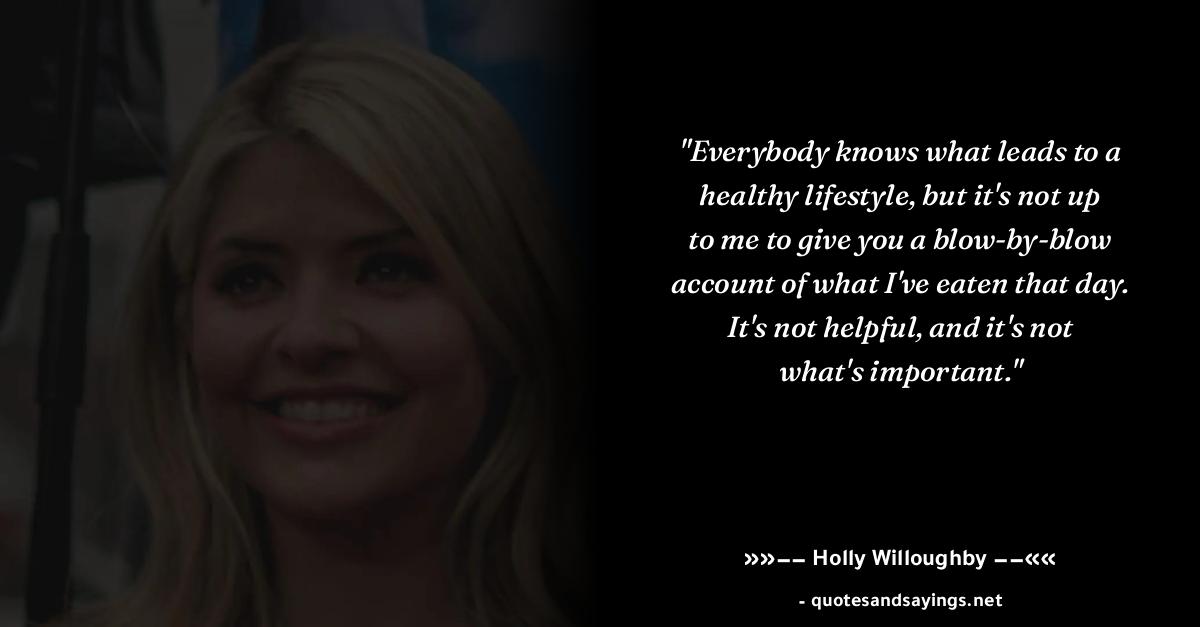 "Everybody knows what leads to a
healthy lifestyle, but it's not up
to me to give you a blow-by-blow
account of what I've eaten that day.
It's not helpful, and it's not
what's important."
»»–– Holly Willoughby ––««
- quotesandsayings.net